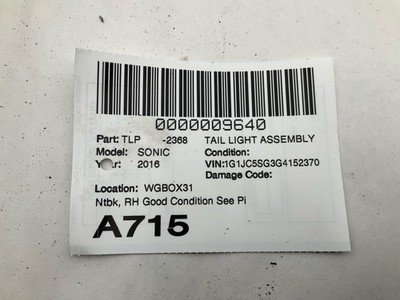 0000009640
Part: TLP -2368 TAIL LIGHT ASSEMBLY
Model: SONIC Condition:
Year: 2016 VIN:1G1JC5SG3G4152370
Damage Code:
Location: WGBOX31
Ntbk, RH Good Condition See Pi
A715